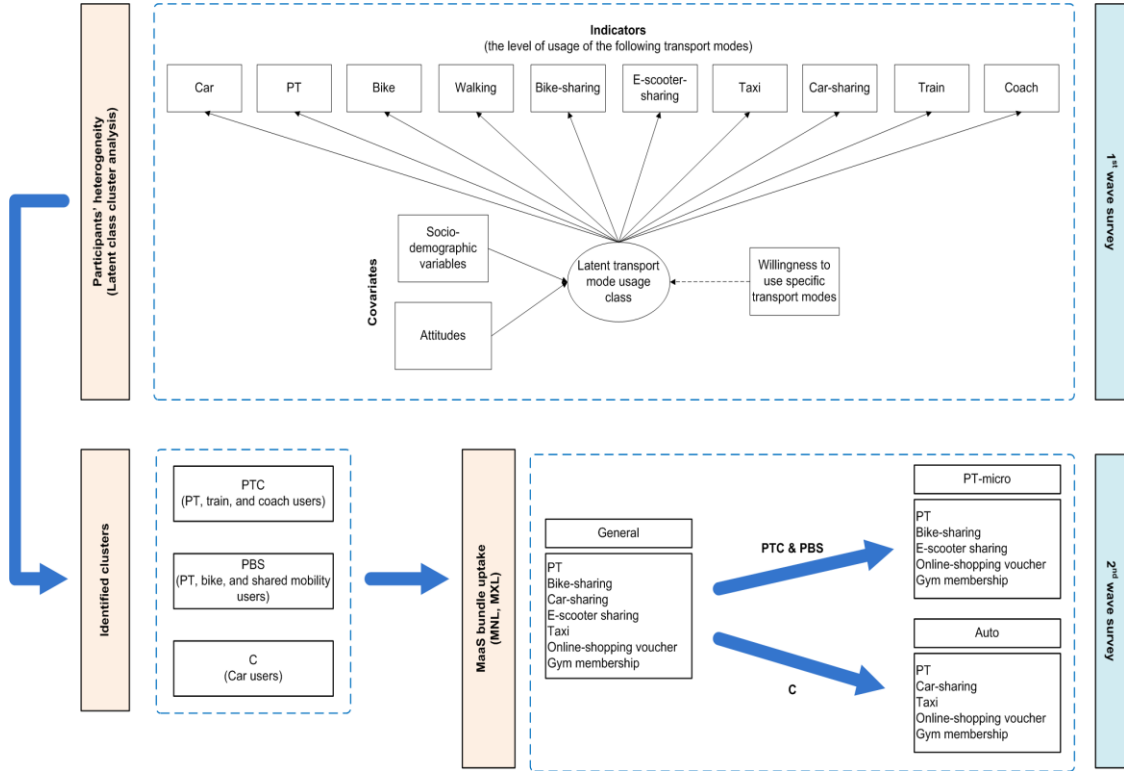 Participants' heterogeneity
(Latent class cluster analysis)
Indicators
(the level of usage of the following transport modes)
Car
PT
Bike
Walking
Bike-sharing
E-scooter-
sharing
Taxi
Car-sharing
Train
Coach
Covariates
Socio-
demographic
variables
Attitudes
Latent transport
mode usage
class
Willingness to
use specific
transport modes
1st wave survey
Identified clusters
PTC
(PT, train, and coach users)
PBS
(PT, bike, and shared mobility
users)
C
(Car users)
MaaS bundle uptake
(MNL, MXL)
General
PT
Bike-sharing
Car-sharing
E-scooter sharing
Taxi
Online-shopping voucher
Gym membership
PTC & PBS
C
PT-micro
PT
Bike-sharing
E-scooter sharing
Online-shopping voucher
Gym membership
Auto
PT
Car-sharing
Taxi
Online-shopping voucher
Gym membership
2nd wave survey